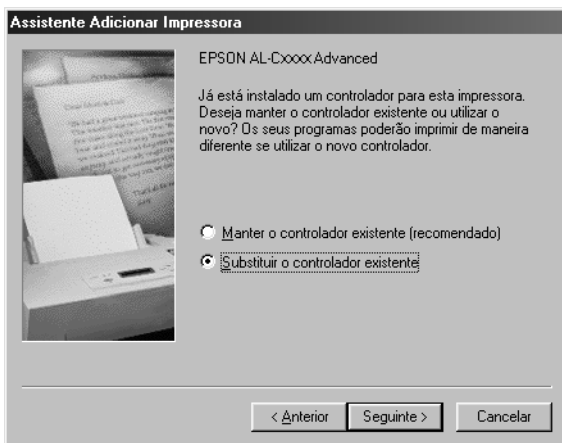 Assistente Adicionar Impressora
EPSON AL-Cxxxx Advanced
Já está instalado um controlador para esta impressora.
Deseja manter o controlador existente ou utilizar o
novo? Os seus programas poderão imprimir de maneira
diferente se utilizar o novo controlador.
Manter o controlador existente (recomendado)
Substituir o controlador existente
< Anterior
Seguinte >
Cancelar